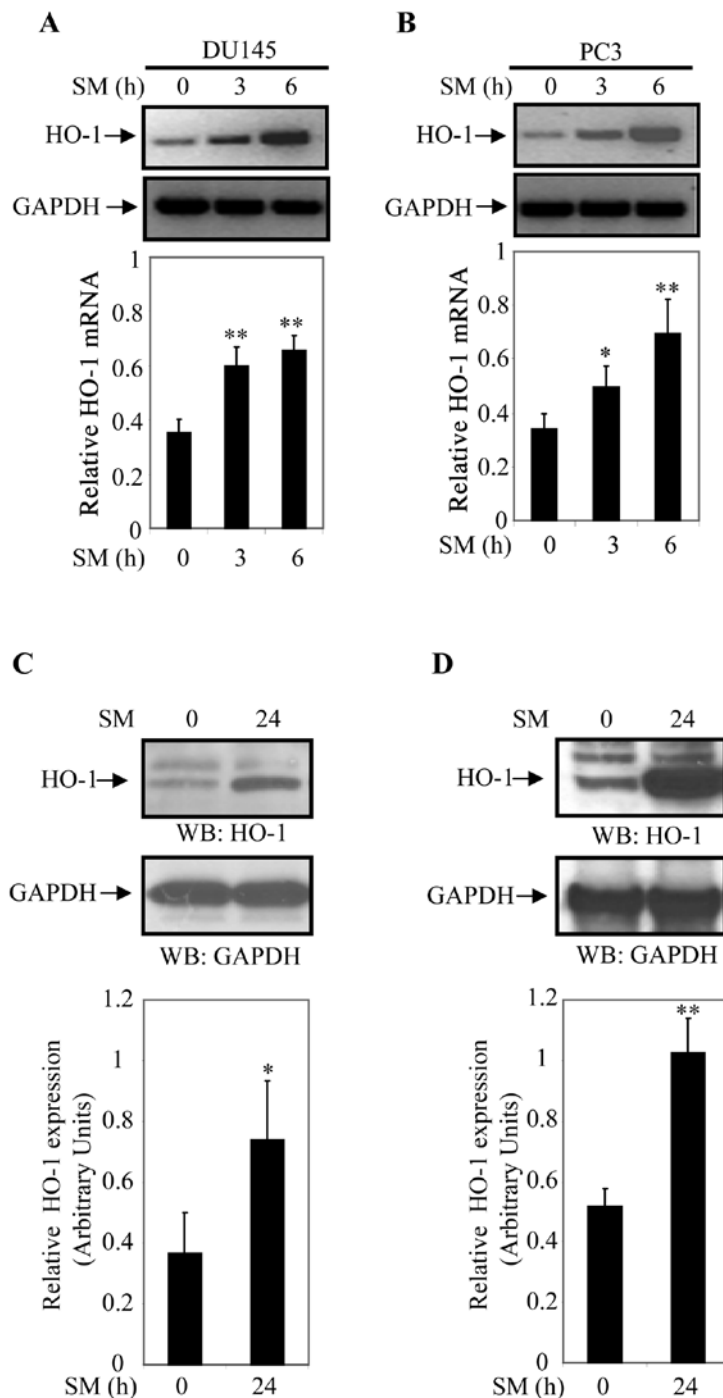 A
DU145
SM (h) 0 3 6
HO-1
GAPDH
1
0.8
0.6
0.4
0.2
0
Relative HO-1 mRNA
** **
SM (h) 0 3 6
B
PC3
SM (h) 0 3 6
HO-1
GAPDH
1
0.8
0.6
0.4
0.2
0
Relative HO-1 mRNA
* **
SM (h) 0 3 6
C
SM 0 24
HO-1
WB: HO-1
GAPDH
WB: GAPDH
1.2
1
0.8
0.6
0.4
0.2
0
Relative HO-1 expression
(Arbitrary Units)
*
SM (h) 0 24
D
SM 0 24
HO-1
WB: HO-1
GAPDH
WB: GAPDH
1.2
1
0.8
0.6
0.4
0.2
0
Relative HO-1 expression
(Arbitrary Units)
**
SM (h) 0 24